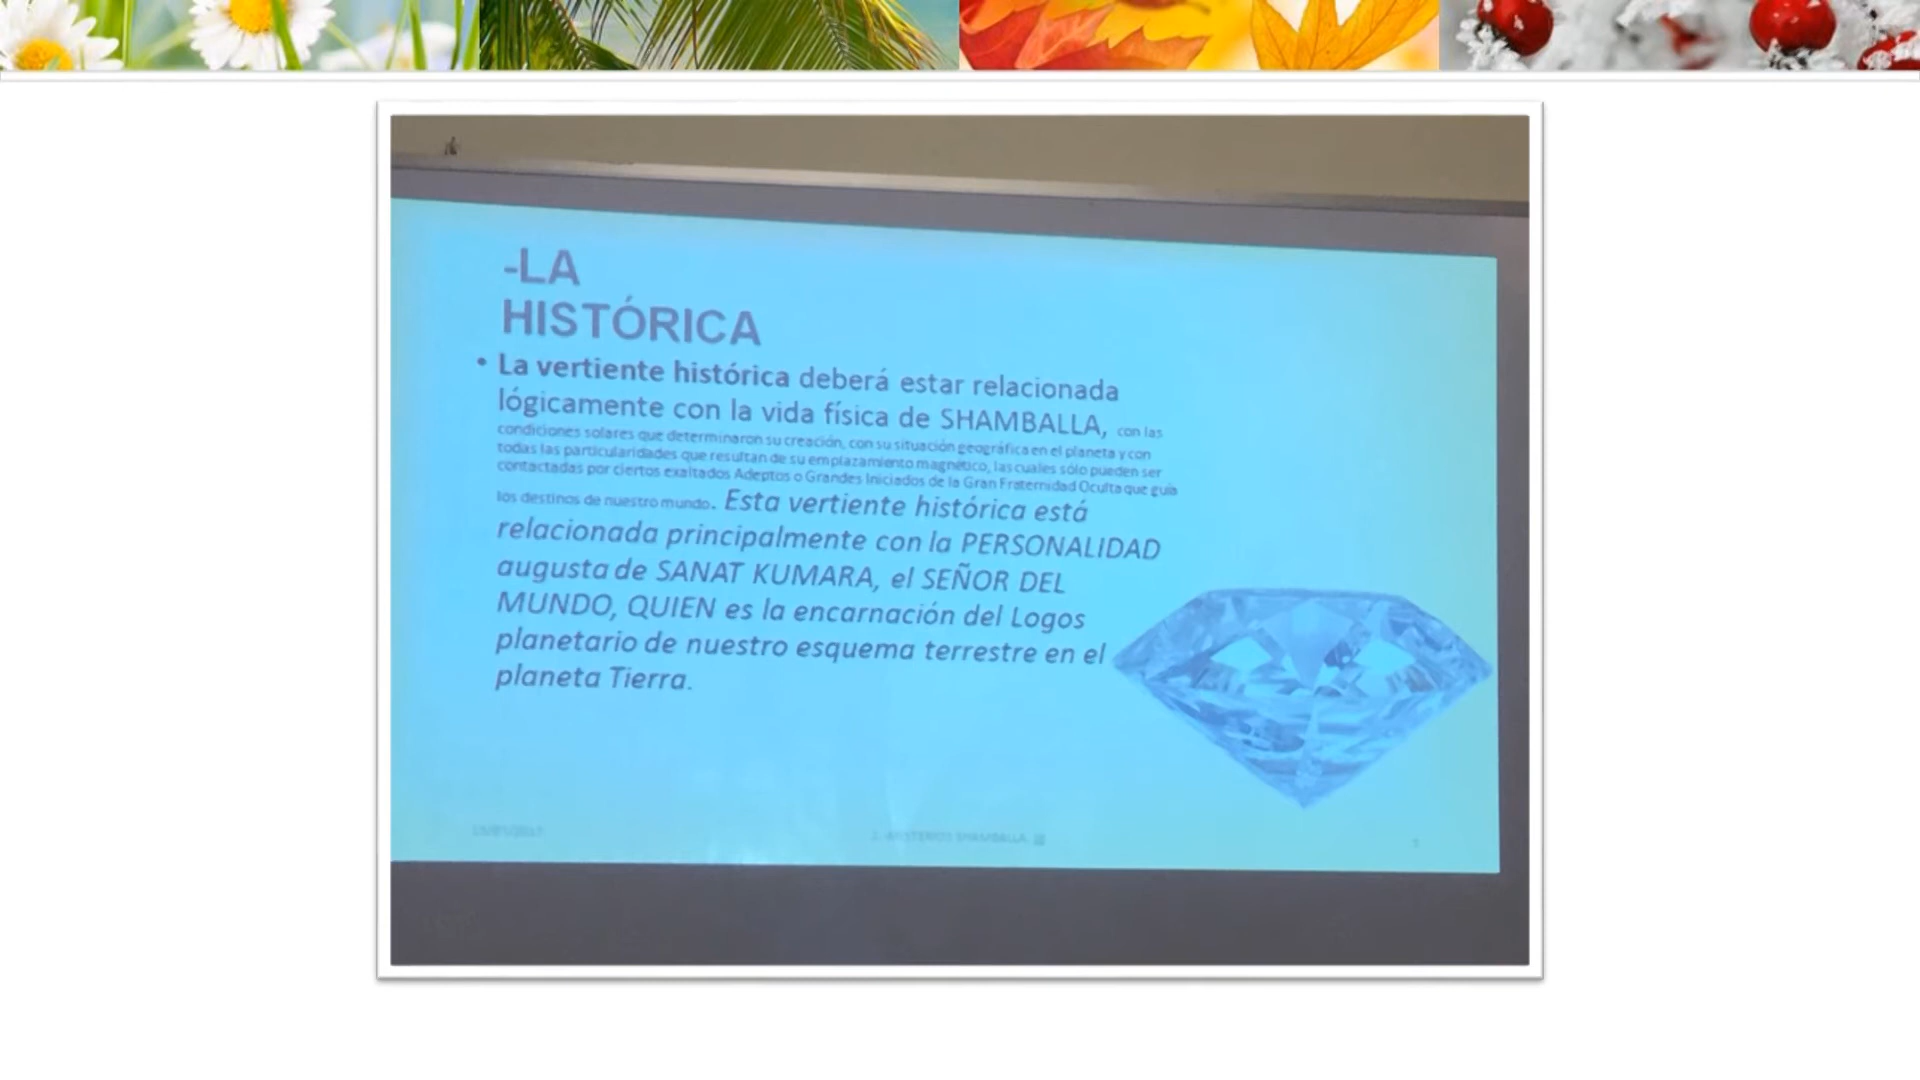 -LA
HISTÓRICA
• La vertiente histórica deberá estar relacionada
lógicamente con la vida física de SHAMBALLA, con las
condiciones solares que determinaron su creación, con su situación geográfica en el planeta y con
todas las particularidades que resultan de su emplazamiento magnético, las cuales sólo pueden ser
contactadas por ciertos exaltados Adeptos o Grandes Iniciados de la Gran Fraternidad Oculta que guía
los destinos de nuestro mundo. Esta vertiente histórica está
relacionada principalmente con la PERSONALIDAD
augusta de SANAT KUMARA, el SEÑOR DEL
MUNDO, QUIEN es la encarnación del Logos
planetario de nuestro esquema terrestre en el
planeta Tierra.
MISTERIOS SHAMBALLA